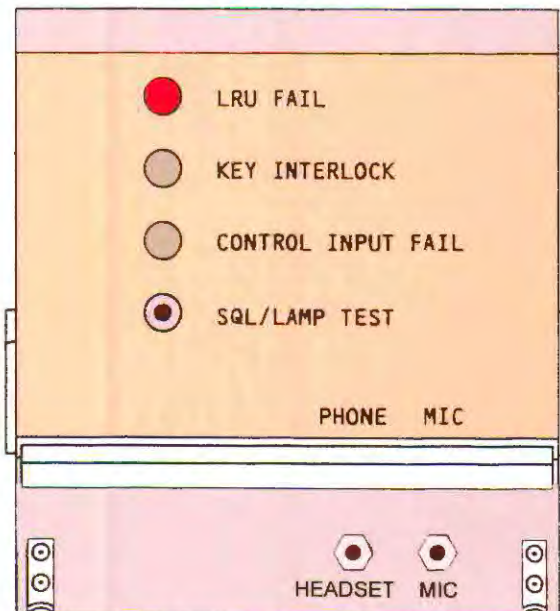 LRU FAIL
KEY INTERLOCK
CONTROL INPUT FAIL
SQL/LAMP TEST
PHONE MIC
HEADSET MIC